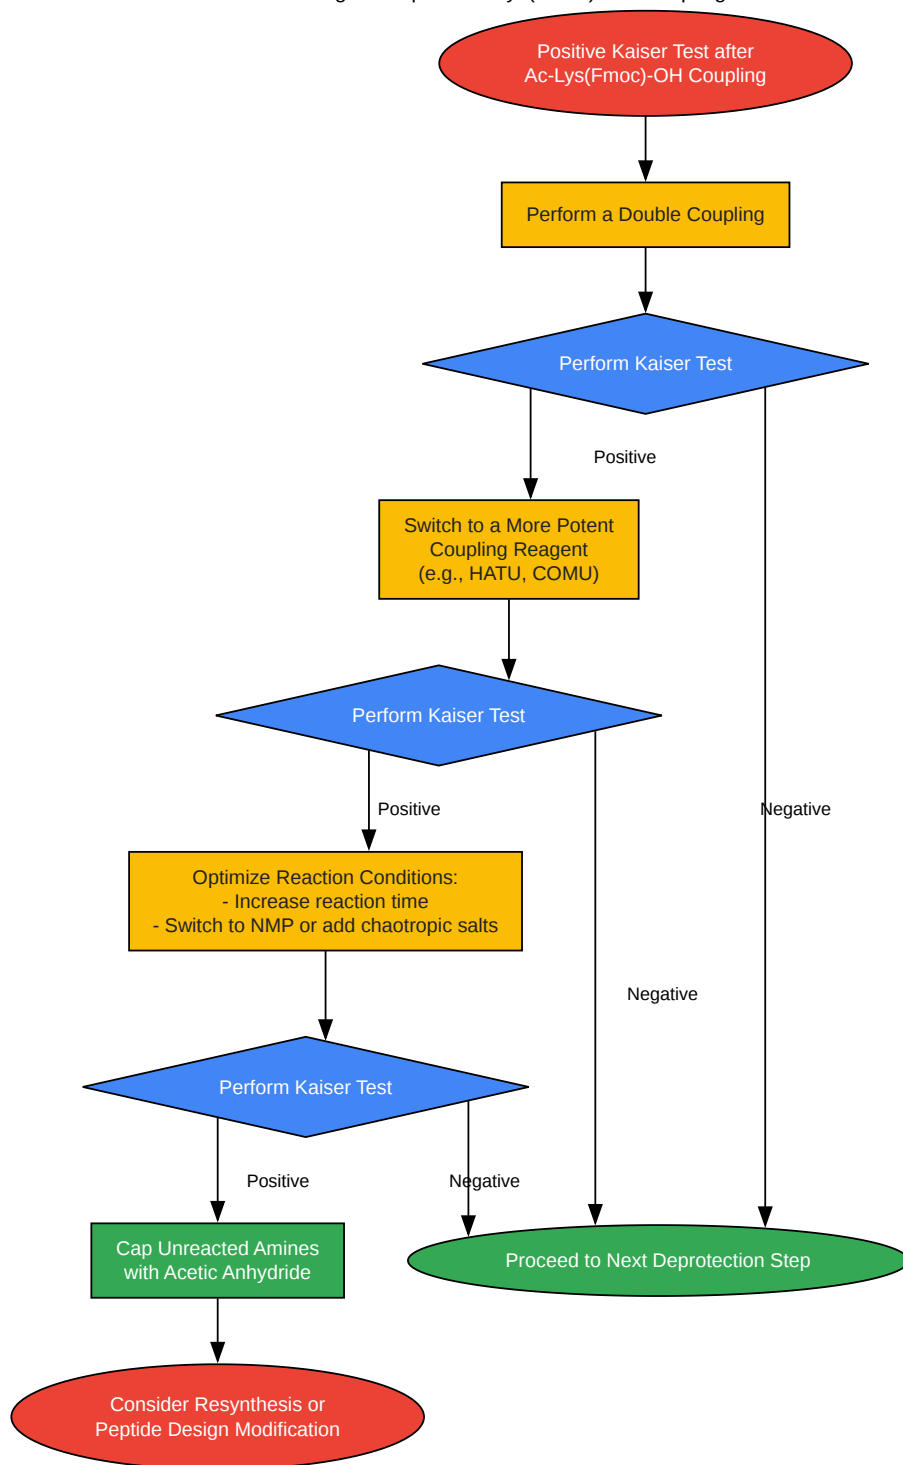 Positive Kaiser Test after
Ac-Lys(Fmoc)-OH Coupling
Perform a Double Coupling
Perform Kaiser Test
Positive
Switch to a More Potent
Coupling Reagent
(e.g., HATU, COMU)
Perform Kaiser Test
Positive
Negative
Optimize Reaction Conditions:
- Increase reaction time
- Switch to NMP or add chaotropic salts
Negative
Perform Kaiser Test
Positive
Negative
Cap Unreacted Amines
with Acetic Anhydride
Proceed to Next Deprotection Step
Consider Resynthesis or
Peptide Design Modification